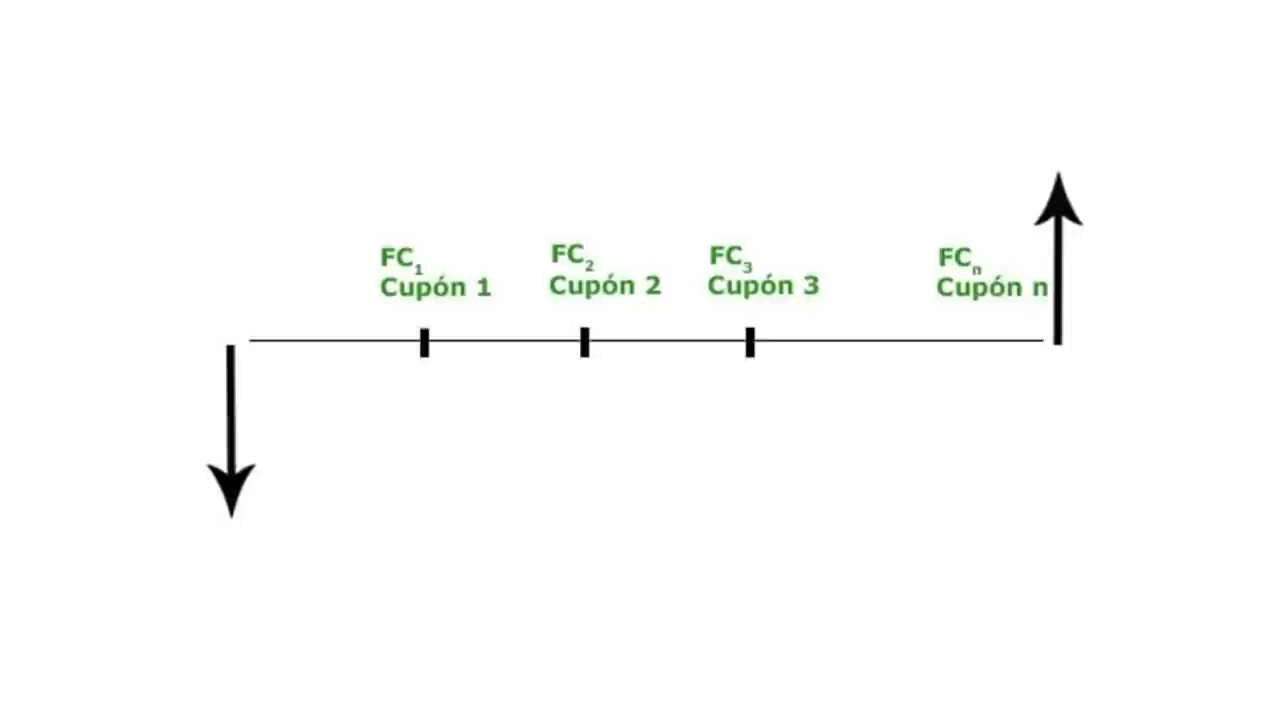 FC₁
Cupón 1
FC₂
Cupón 2
FC₃
Cupón 3
FCₙ
Cupón n